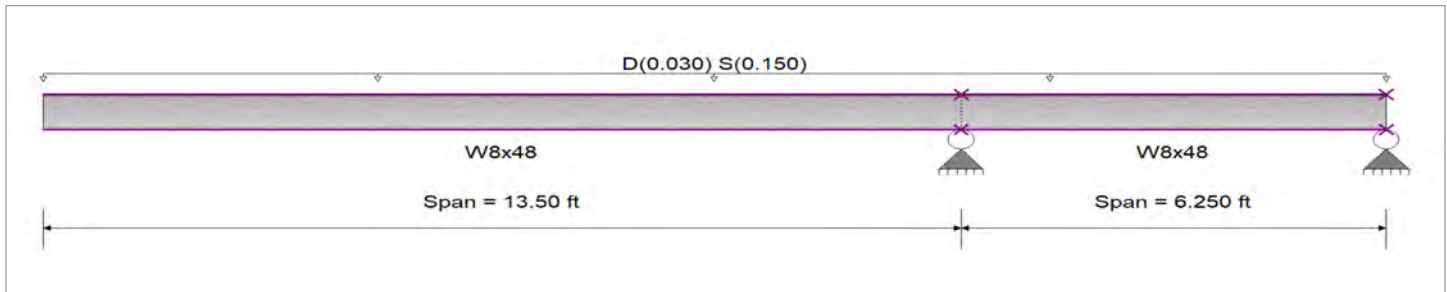 D(0.030) S(0.150)
W8x48 W8x48
Span = 13.50 ft Span = 6.250 ft